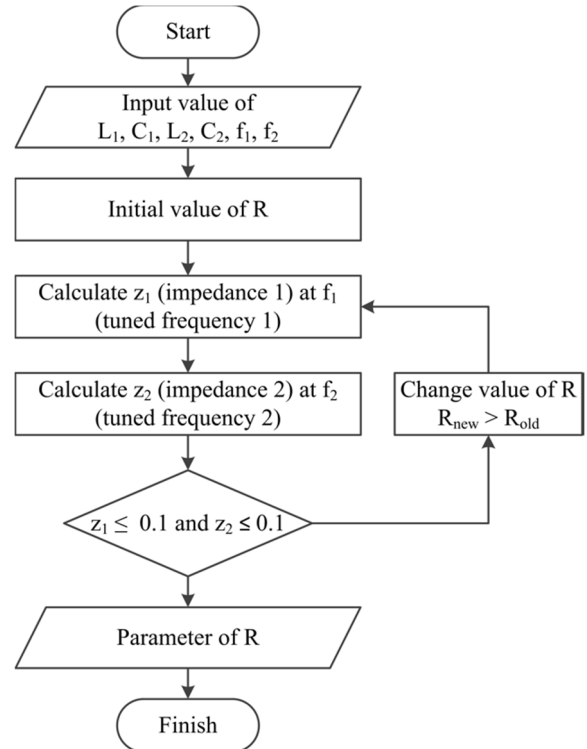 Start
Input value of
L₁, C₁, L₂, C₂, f₁, f₂
Initial value of R
Calculate z₁ (impedance 1) at f₁
(tuned frequency 1)
Calculate z₂ (impedance 2) at f₂
(tuned frequency 2)
Change value of R
Rₙₑw > Rₒₗd
z₁ ≤ 0.1 and z₂ ≤ 0.1
Parameter of R
Finish